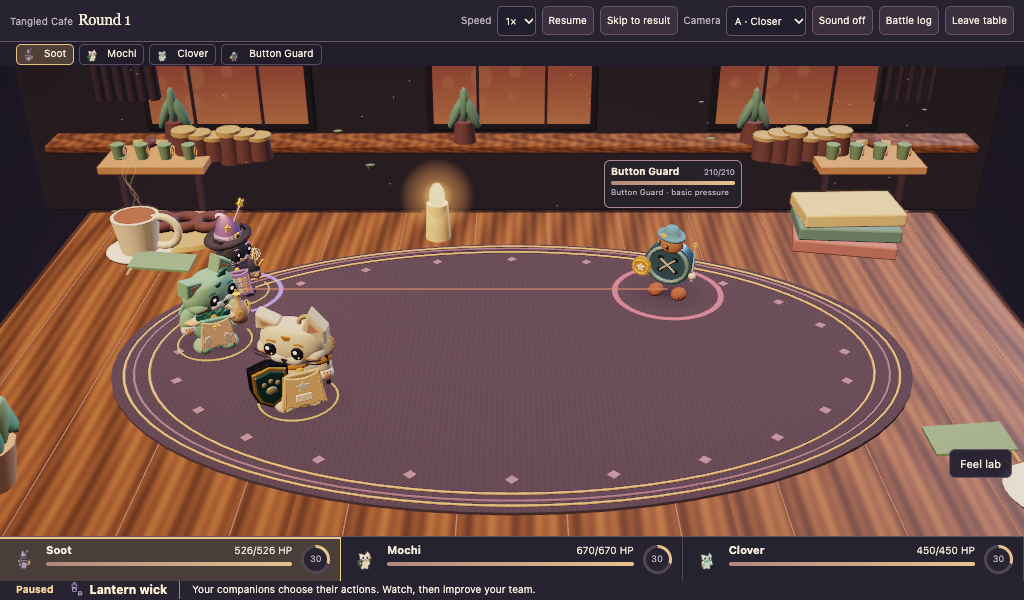 Tangled Cafe Round 1
Speed 1x Resume Skip to result Camera A · Closer Sound off Battle log Leave table
Soot Mochi Clover Button Guard
Button Guard 210/210
Button Guard · basic pressure
Feel lab
Soot 526/526 HP 30
Mochi 670/670 HP 30
Clover 450/450 HP 30
Paused Lantern wick Your companions choose their actions. Watch, then improve your team.